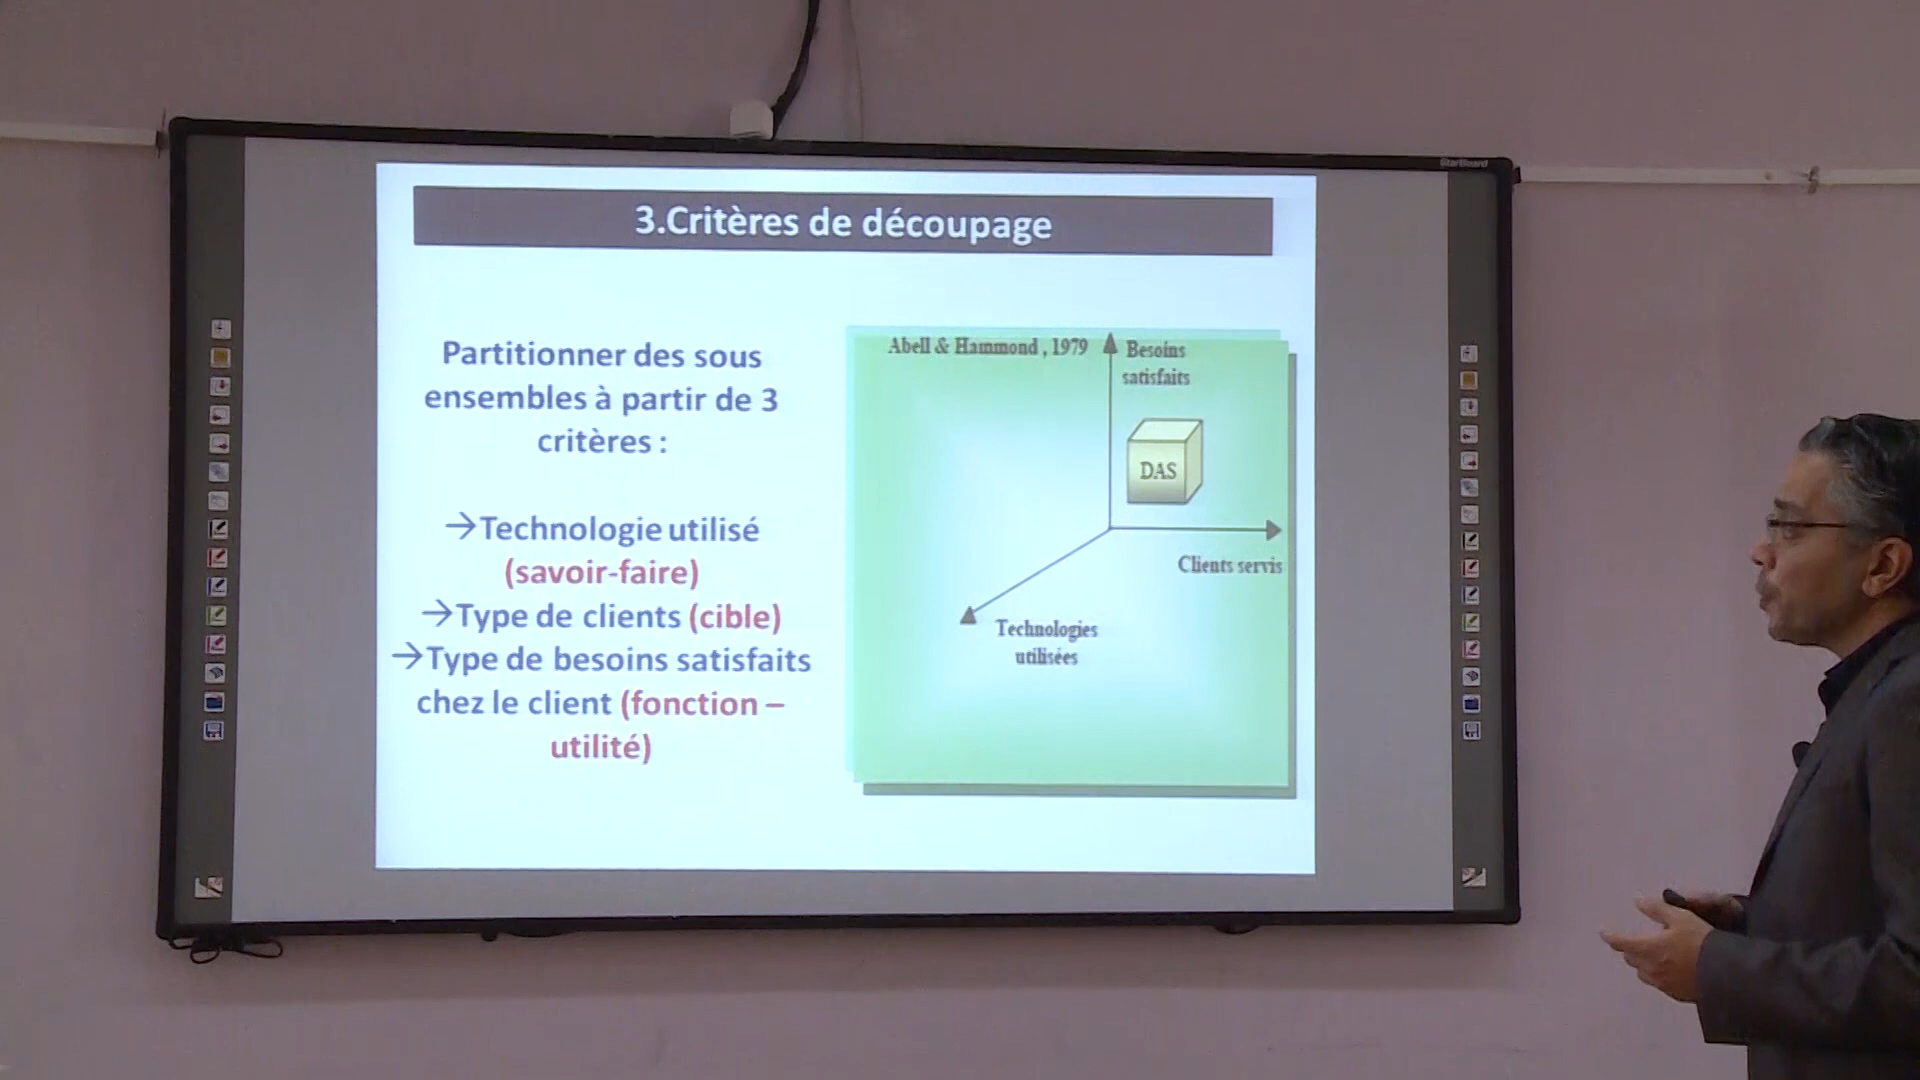 StarBoard
3.Critères de découpage
Partitionner des sous
ensembles à partir de 3
critères :
→Technologie utilisé
(savoir-faire)
→Type de clients (cible)
→Type de besoins satisfaits
chez le client (fonction –
utilité)
Abell & Hammond , 1979
Besoins
satisfaits
DAS
Clients servis
Technologies
utilisées